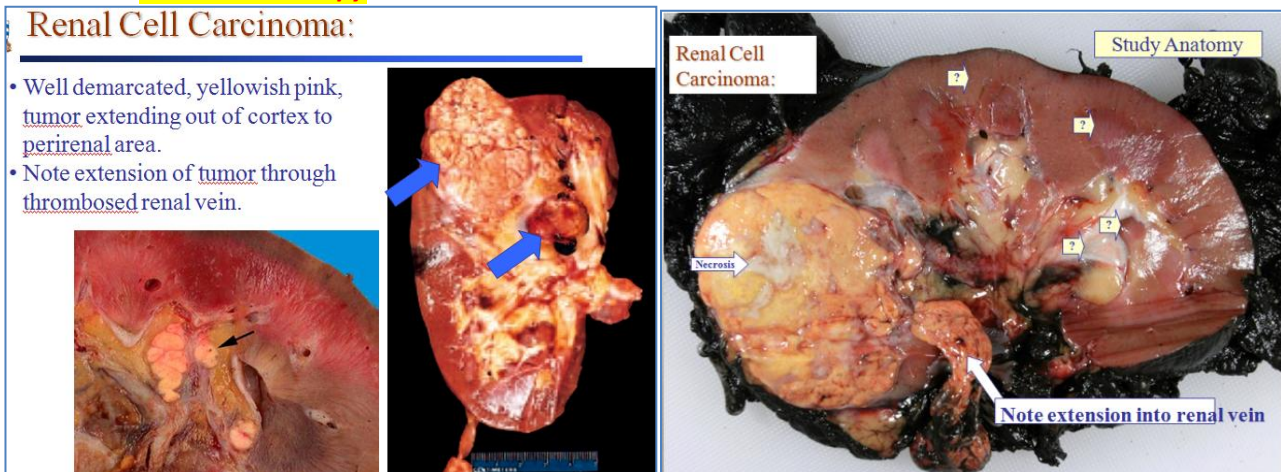 Renal Cell Carcinoma:
• Well demarcated, yellowish pink,
tumor extending out of cortex to
perirenal area.
• Note extension of tumor through
thrombosed renal vein.
Renal Cell
Carcinoma:
Study Anatomy
?
?
?
?
Necrosis
Note extension into renal vein